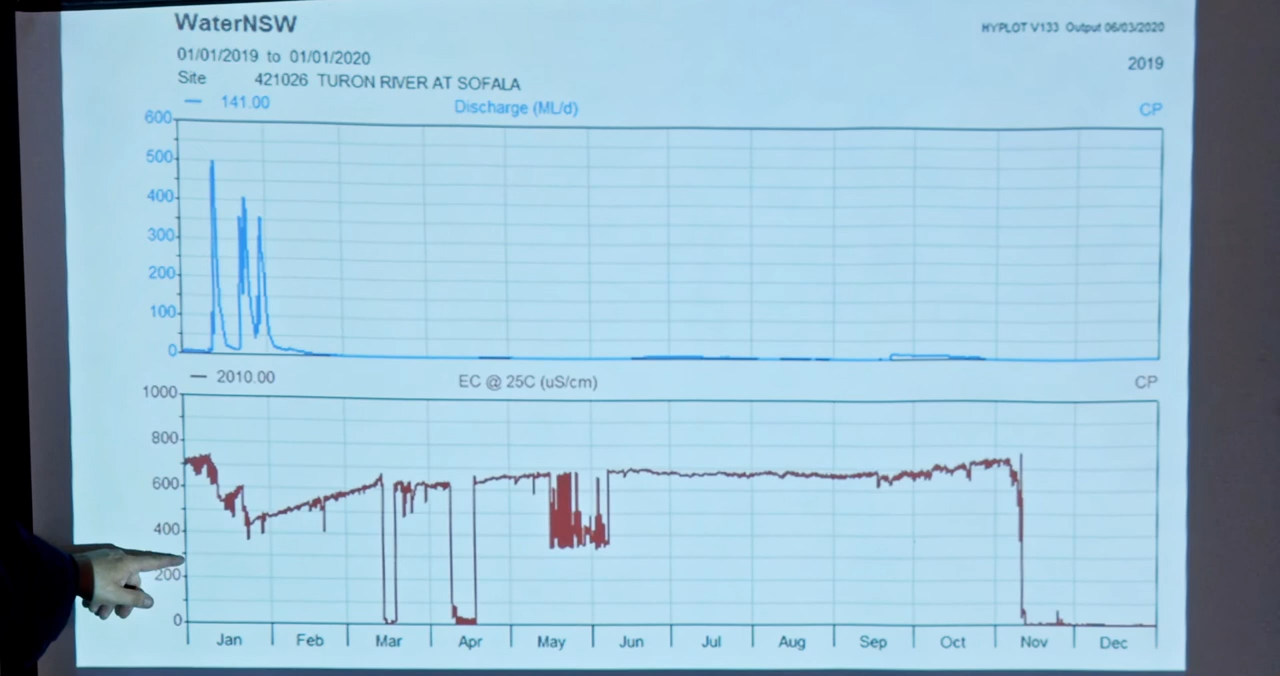 WaterNSW
HYPLOT V133 Output 06/03/2020
01/01/2019 to 01/01/2020
2019
Site 421026 TURON RIVER AT SOFALA
141.00 Discharge (ML/d) CP
600
500
400
300
200
100
0
2010.00 EC @ 25C (uS/cm) CP
1000
800
600
400
200
0
Jan Feb Mar Apr May Jun Jul Aug Sep Oct Nov Dec